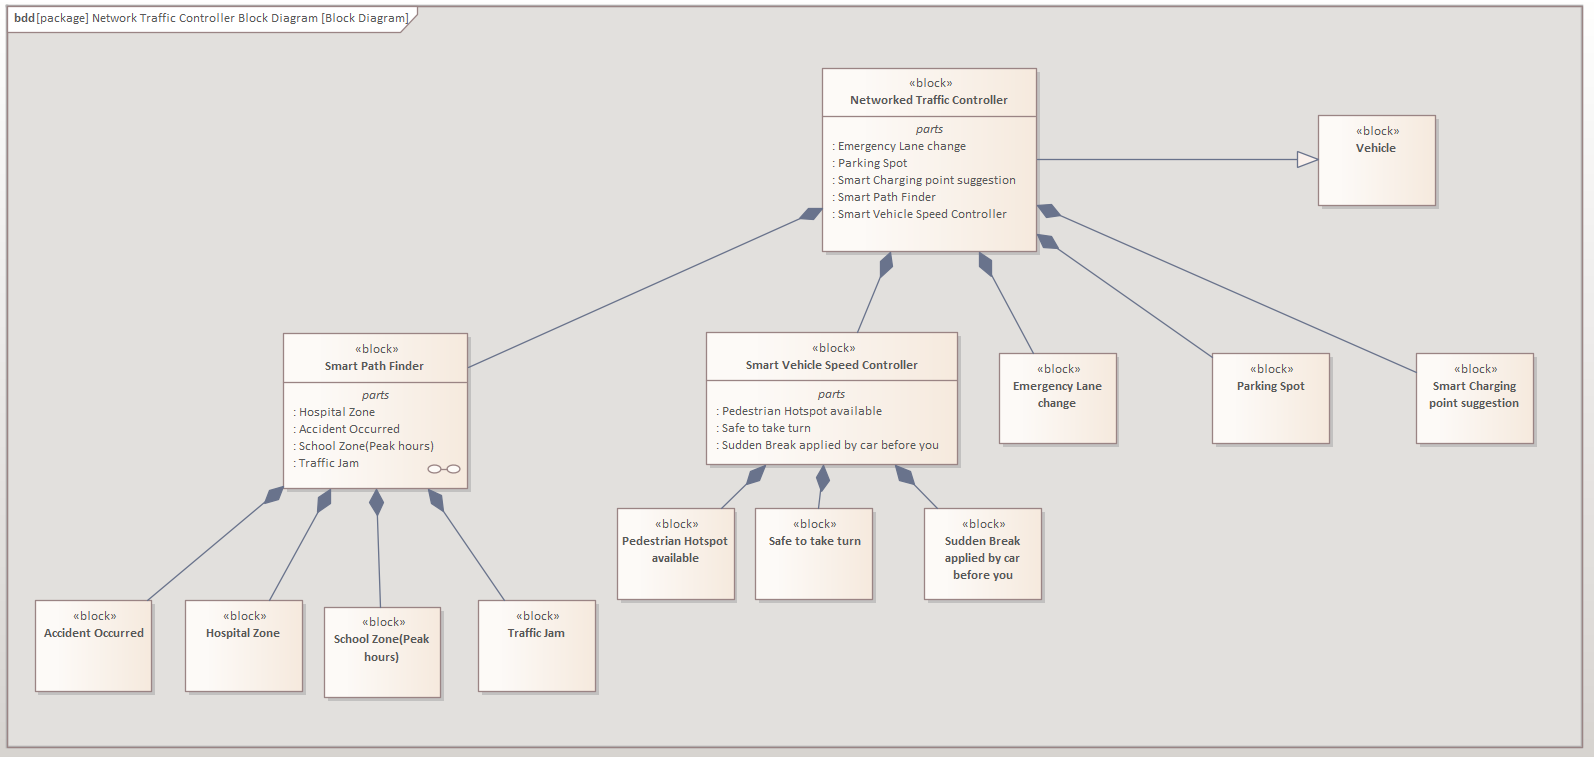 bdd [package] Network Traffic Controller Block Diagram [Block Diagram]
«block»
Networked Traffic Controller
parts
: Emergency Lane change
: Parking Spot
: Smart Charging point suggestion
: Smart Path Finder
: Smart Vehicle Speed Controller
«block»
Vehicle
«block»
Smart Path Finder
parts
: Hospital Zone
: Accident Occurred
: School Zone(Peak hours)
: Traffic Jam
«block»
Smart Vehicle Speed Controller
parts
: Pedestrian Hotspot available
: Safe to take turn
: Sudden Break applied by car before you
«block»
Emergency Lane
change
«block»
Parking Spot
«block»
Smart Charging
point suggestion
«block»
Pedestrian Hotspot
available
«block»
Safe to take turn
«block»
Sudden Break
applied by car
before you
«block»
Accident Occurred
«block»
Hospital Zone
«block»
School Zone(Peak
hours)
«block»
Traffic Jam